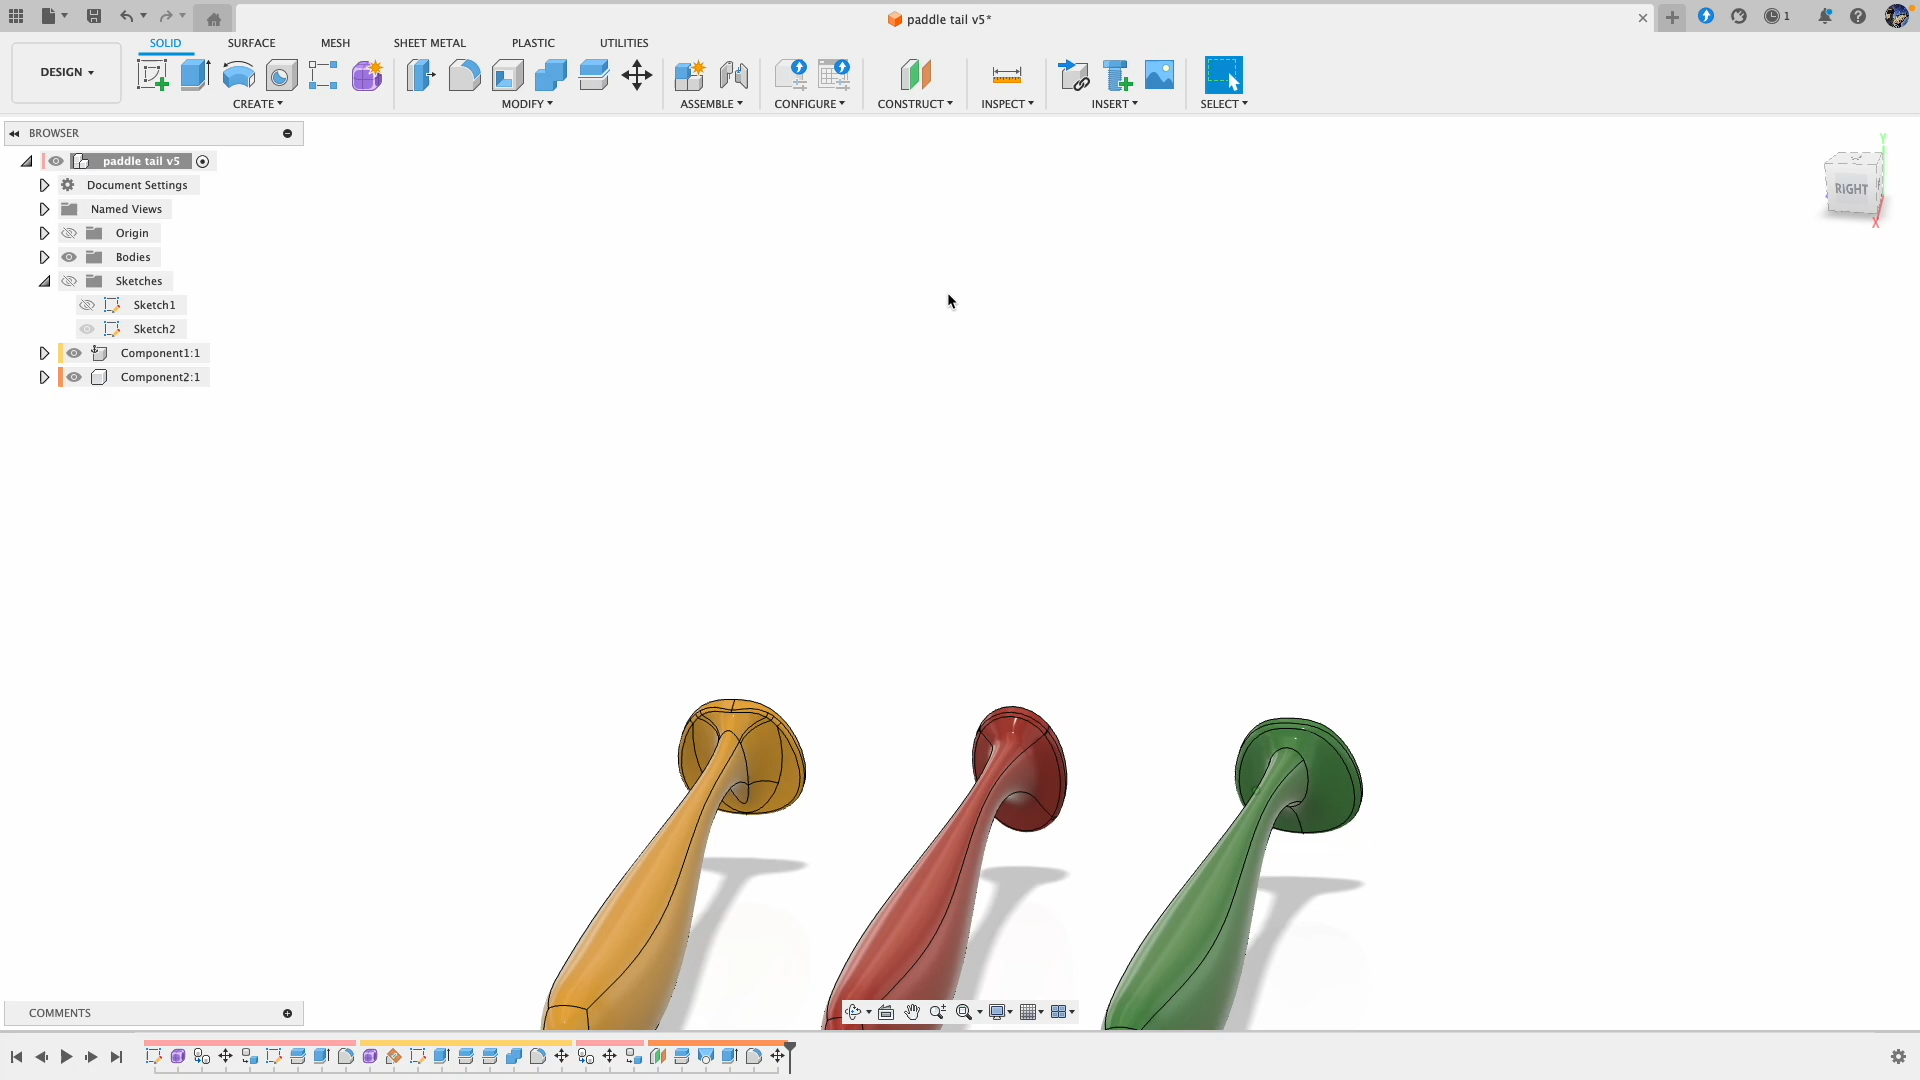 paddle tail v5*
1
DESIGN
SOLID SURFACE MESH SHEET METAL PLASTIC UTILITIES
CREATE MODIFY ASSEMBLE CONFIGURE CONSTRUCT INSPECT INSERT SELECT
BROWSER
paddle tail v5
Document Settings
Named Views
Origin
Bodies
Sketches
Sketch1
Sketch2
Component1:1
Component2:1
Y
RIGHT
X
COMMENTS